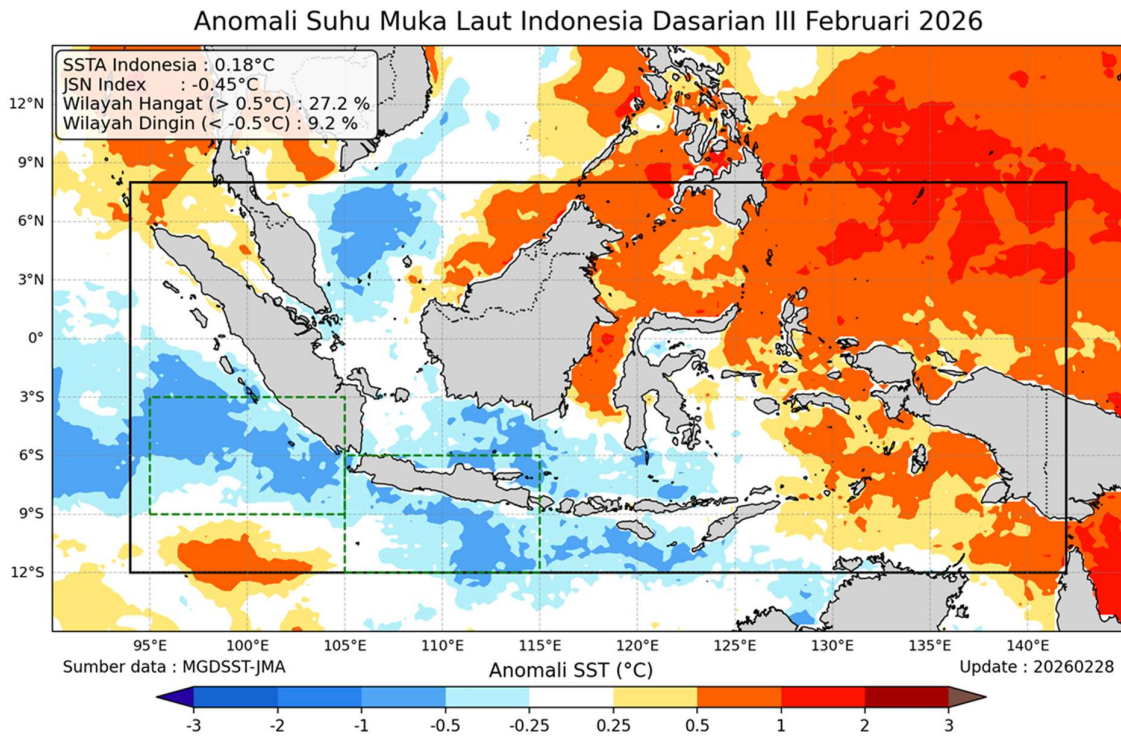 Anomali Suhu Muka Laut Indonesia Dasarian III Februari 2026
SSTA Indonesia : 0.18°C
JSN Index : -0.45°C
Wilayah Hangat (> 0.5°C) : 27.2 %
Wilayah Dingin (< -0.5°C) : 9.2 %
12°N
9°N
6°N
3°N
0°
3°S
6°S
9°S
12°S
95°E 100°E 105°E 110°E 115°E 120°E 125°E 130°E 135°E 140°E
Sumber data : MGDSST-JMA Anomali SST (°C) Update : 20260228
-3 -2 -1 -0.5 -0.25 0.25 0.5 1 2 3